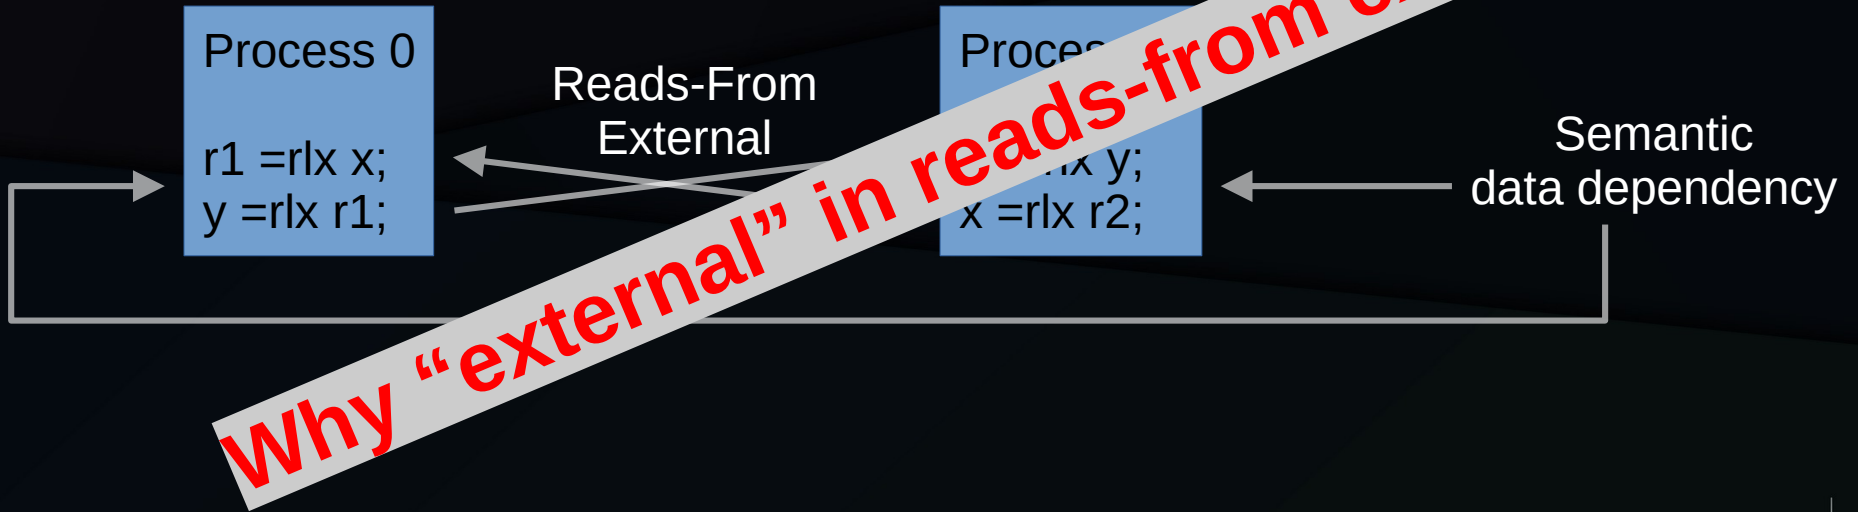 Process 0
r1 =rlx x;
y =rlx r1;
Reads-From
External
y;
x =rlx r2;
Semantic
data dependency
Why “external” in reads-from